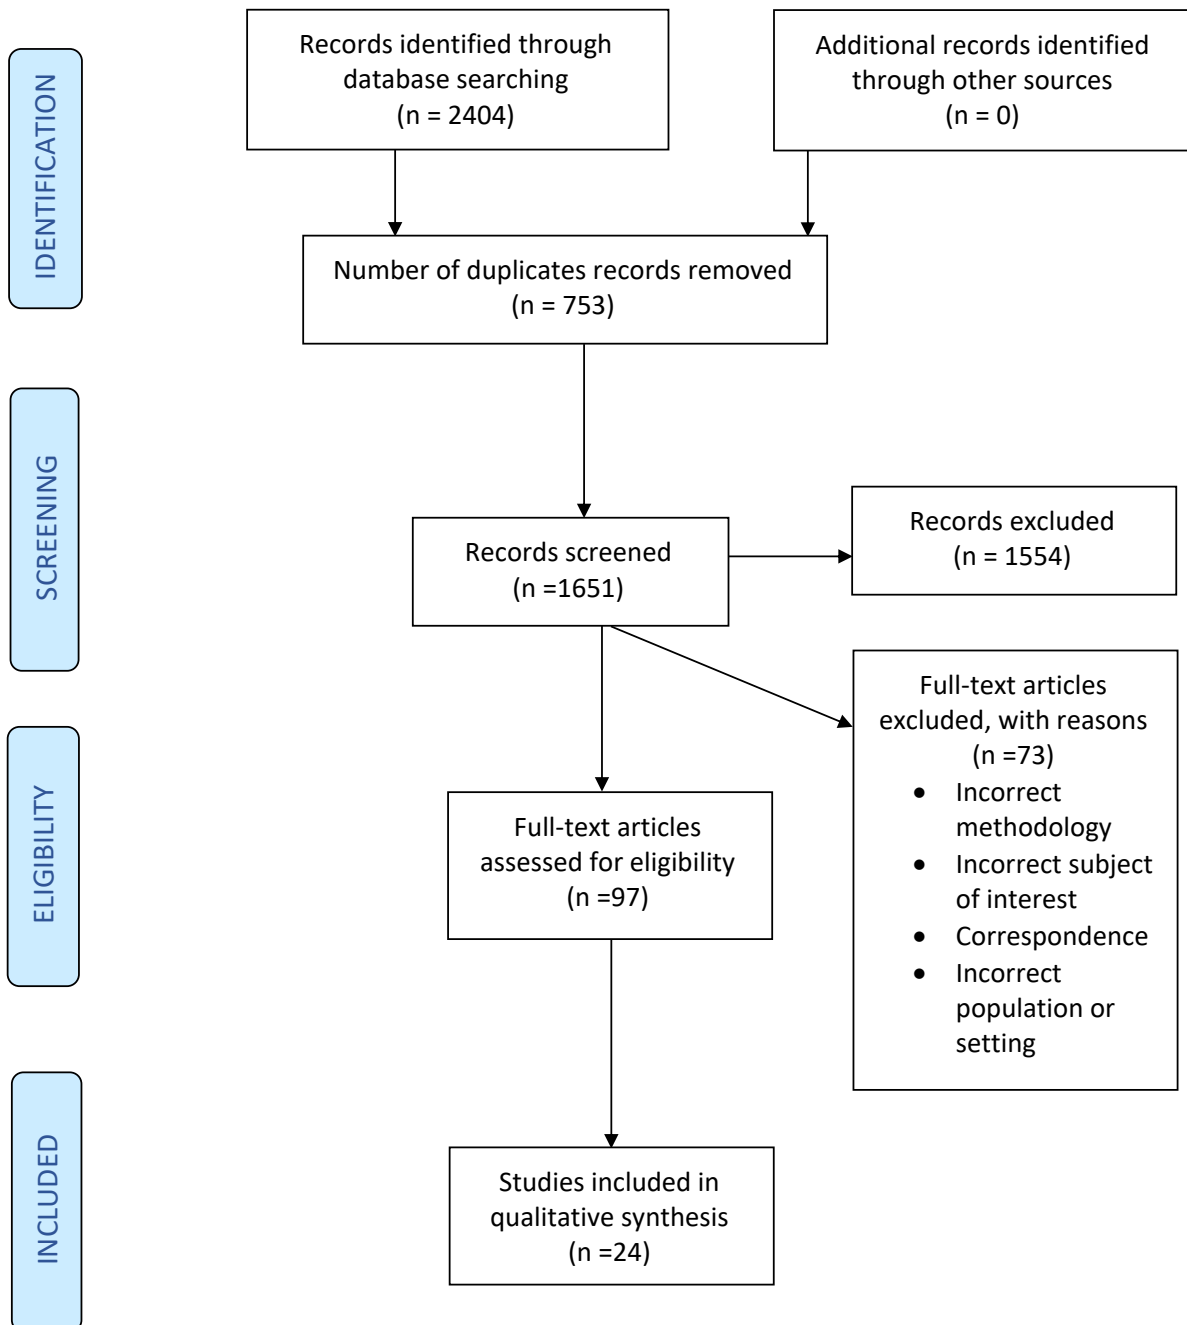 IDENTIFICATION
Records identified through
database searching
(n = 2404)
Additional records identified
through other sources
(n = 0)
Number of duplicates records removed
(n = 753)
SCREENING
Records screened
(n =1651)
Records excluded
(n = 1554)
Full-text articles
excluded, with reasons
(n =73)
• Incorrect
methodology
• Incorrect subject
of interest
• Correspondence
• Incorrect
population or
setting
ELIGIBILITY
Full-text articles
assessed for eligibility
(n =97)
INCLUDED
Studies included in
qualitative synthesis
(n =24)